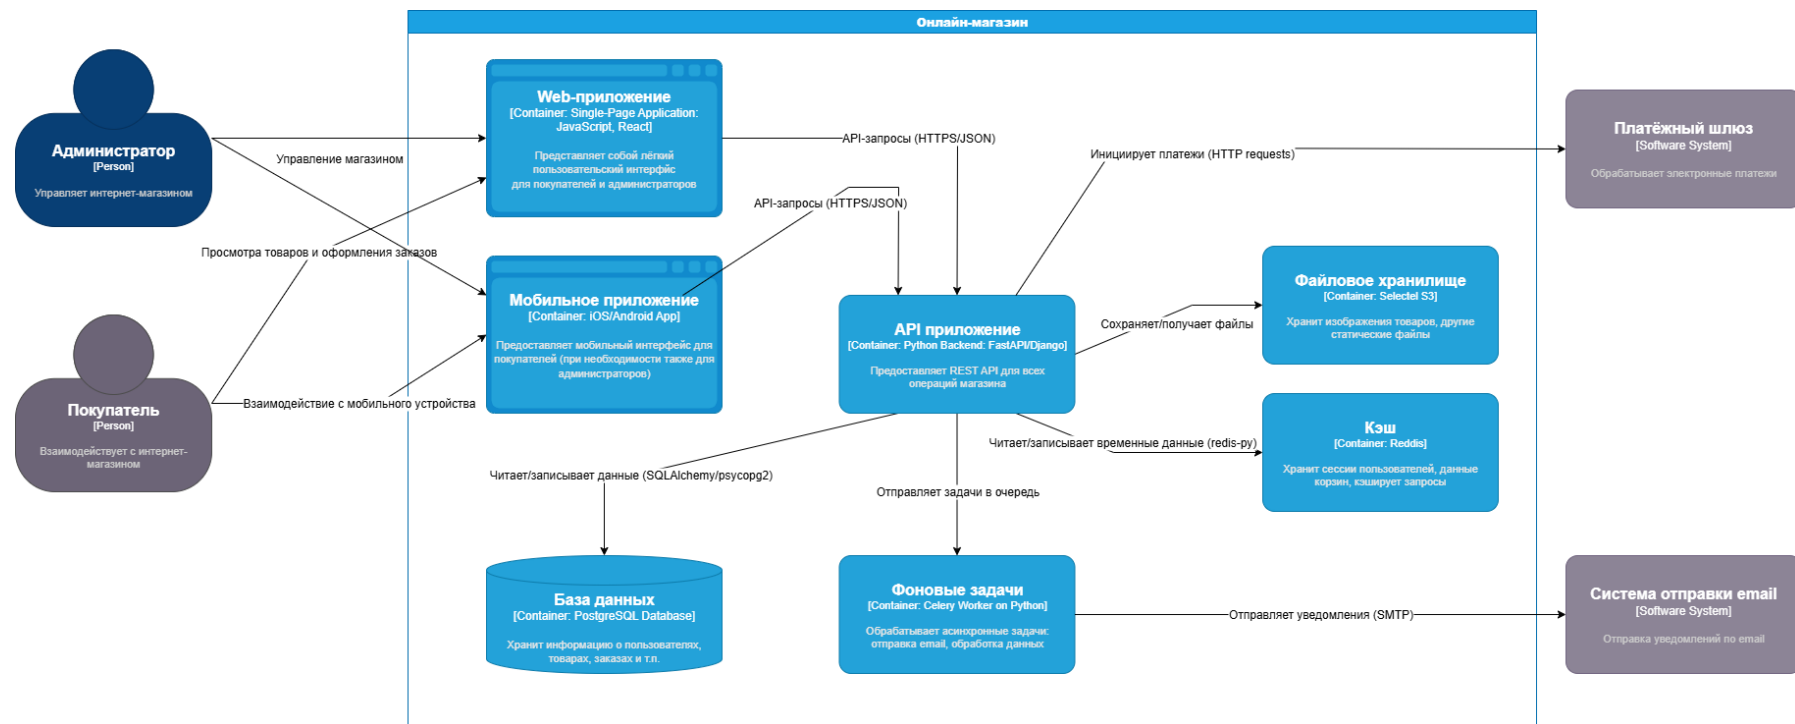 Онлайн-магазин
Администратор
[Person]
Управляет интернет-магазином
Покупатель
[Person]
Взаимодействует с интернет-
магазином
Управление магазином
Просмотра товаров и оформления заказов
Взаимодействие с мобильного устройства
Web-приложение
[Container: Single-Page Application:
JavaScript, React]
Представляет собой лёгкий
пользовательский интерфйс
для покупателей и администраторов
Мобильное приложение
[Container: iOS/Android App]
Предоставляет мобильный интерфейс для
покупателей (при необходимости также для
администраторов)
API-запросы (HTTPS/JSON)
API-запросы (HTTPS/JSON)
API приложение
[Container: Python Backend: FastAPI/Django]
Предоставляет REST API для всех
операций магазина
Инициирует платежи (HTTP requests)
Сохраняет/получает файлы
Читает/записывает временные данные (redis-py)
Читает/записывает данные (SQLAlchemy/psycopg2)
Отправляет задачи в очередь
Файловое хранилище
[Container: Selectel S3]
Хранит изображения товаров, другие
статические файлы
Кэш
[Container: Reddis]
Хранит сессии пользователей, данные
корзин, кэширует запросы
База данных
[Container: PostgreSQL Database]
Хранит информацию о пользователях,
товарах, заказах и т.п.
Фоновые задачи
[Container: Celery Worker on Python]
Обрабатывает асинхронные задачи:
отправка email, обработка данных
Отправляет уведомления (SMTP)
Платёжный шлюз
[Software System]
Обрабатывает электронные платежи
Система отправки email
[Software System]
Отправка уведомлений по email